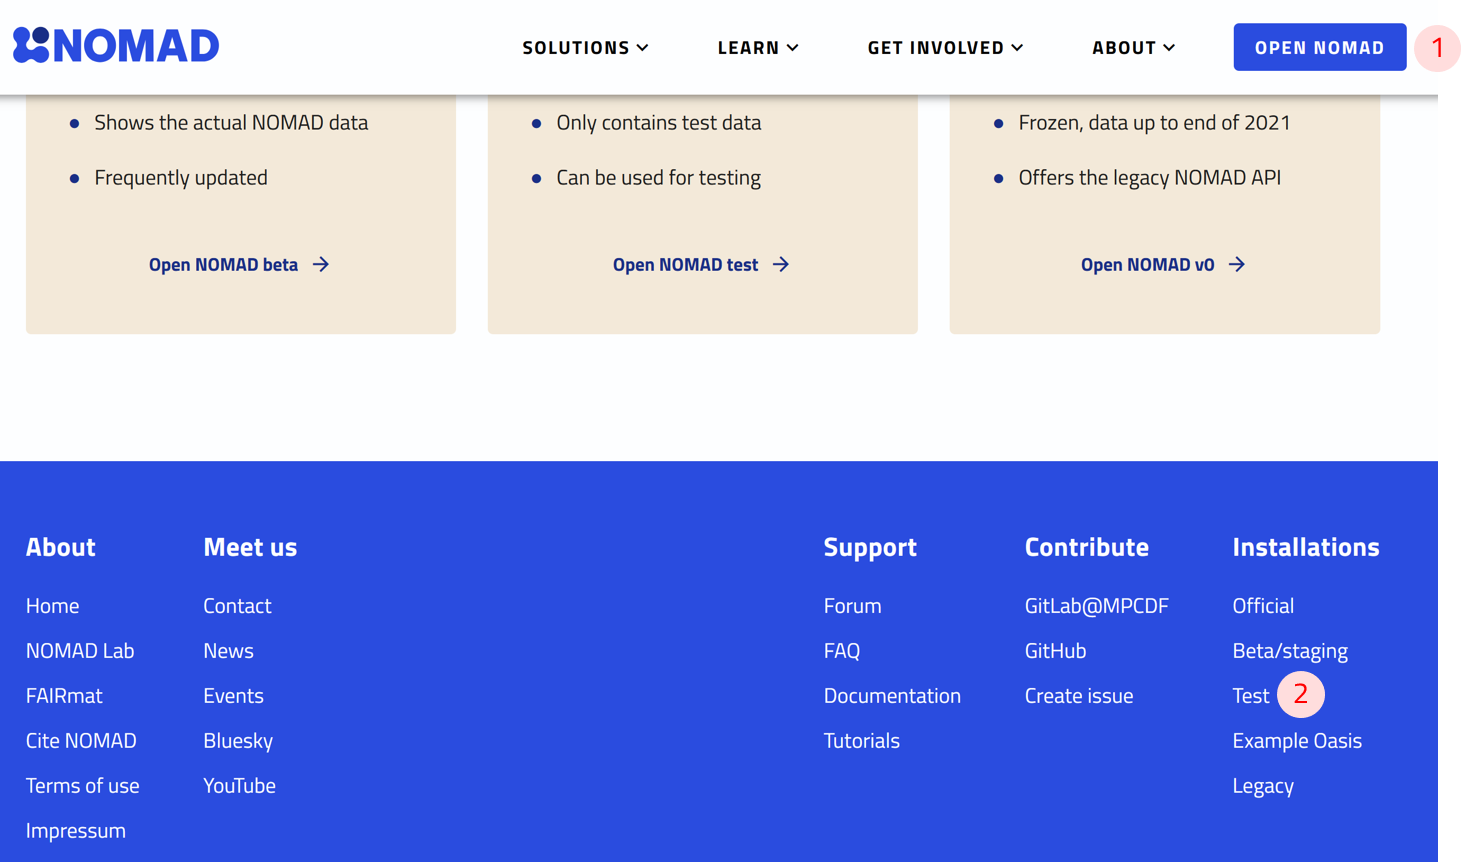 NOMAD
SOLUTIONS
LEARN
GET INVOLVED
ABOUT
OPEN NOMAD
1
Shows the actual NOMAD data
Frequently updated
Open NOMAD beta
Only contains test data
Can be used for testing
Open NOMAD test
Frozen, data up to end of 2021
Offers the legacy NOMAD API
Open NOMAD v0
About
Home
NOMAD Lab
FAIRmat
Cite NOMAD
Terms of use
Impressum
Meet us
Contact
News
Events
Bluesky
YouTube
Support
Forum
FAQ
Documentation
Tutorials
Contribute
GitLab@MPCDF
GitHub
Create issue
Installations
Official
Beta/staging
Test
2
Example Oasis
Legacy